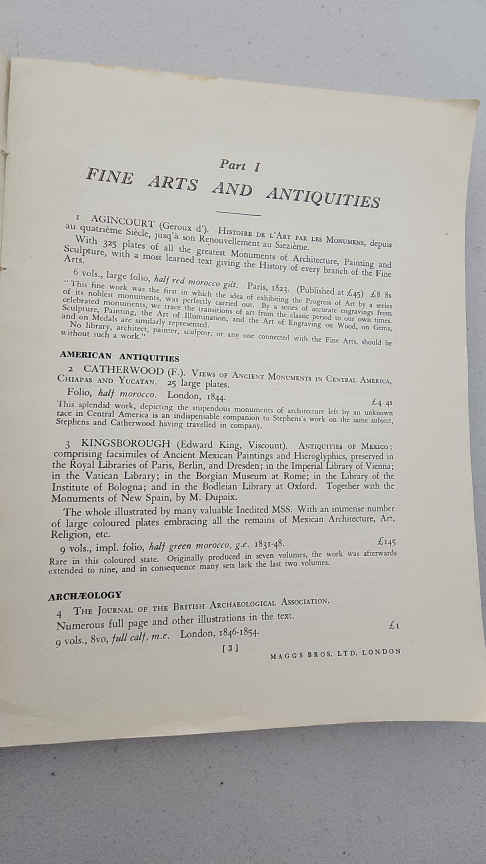 Part I
FINE ARTS AND ANTIQUITIES
1 AGINCOURT (Geroux d'). Histoire de l'Art par les Monumens, depuis
au quatrième Siècle, jusq'à son Renouvellement au Siezième.
With 325 plates of all the greatest Monuments of Architecture, Painting and
Sculpture, with a most learned text giving the History of every branch of the Fine
Arts.
6 vols., large folio, half red morocco gilt. Paris, 1823. (Published at £45) £8 8s
"This fine work was the first in which the idea of exhibiting the Progress of Art by a series
of its noblest monuments, was perfectly carried out. By a series of accurate engravings from
celebrated monuments, we trace the transitions of art from the classic period to our own times.
Sculpture, Painting, the Art of Illumination, and the Art of Engraving on Wood, on Gems,
and on Medals are similarly represented.
No library, architect, painter, sculptor, or any one connected with the Fine Arts, should be
without such a work."
AMERICAN ANTIQUITIES
2 CATHERWOOD (F.). Views of Ancient Monuments in Central America,
Chiapas and Yucatan. 25 large plates.
Folio, half morocco. London, 1844. £4 4s
This splendid work, depicting the stupendous monuments of architecture left by an unknown
race in Central America is an indispensable companion to Stephens's work on the same subject,
Stephens and Catherwood having travelled in company.
3 KINGSBOROUGH (Edward King, Viscount). Antiquities of Mexico;
comprising facsimiles of Ancient Mexican Paintings and Hieroglyphics, preserved in
the Royal Libraries of Paris, Berlin, and Dresden; in the Imperial Library of Vienna;
in the Vatican Library; in the Borgian Museum at Rome; in the Library of the
Institute of Bologna; and in the Bodleian Library at Oxford. Together with the
Monuments of New Spain, by M. Dupaix.
The whole illustrated by many valuable Inedited MSS. With an immense number
of large coloured plates embracing all the remains of Mexican Architecture, Art,
Religion, etc.
9 vols., impl. folio, half green morocco, g.e. 1831-48. £145
Rare in this coloured state. Originally produced in seven volumes, the work was afterwards
extended to nine, and in consequence many sets lack the last two volumes.
ARCHÆOLOGY
4 The Journal of the British Archaeological Association.
Numerous full page and other illustrations in the text.
9 vols., 8vo, full calf, m.e. London, 1846-1854. £1
[ 3 ]
MAGGS BROS. LTD. LONDON